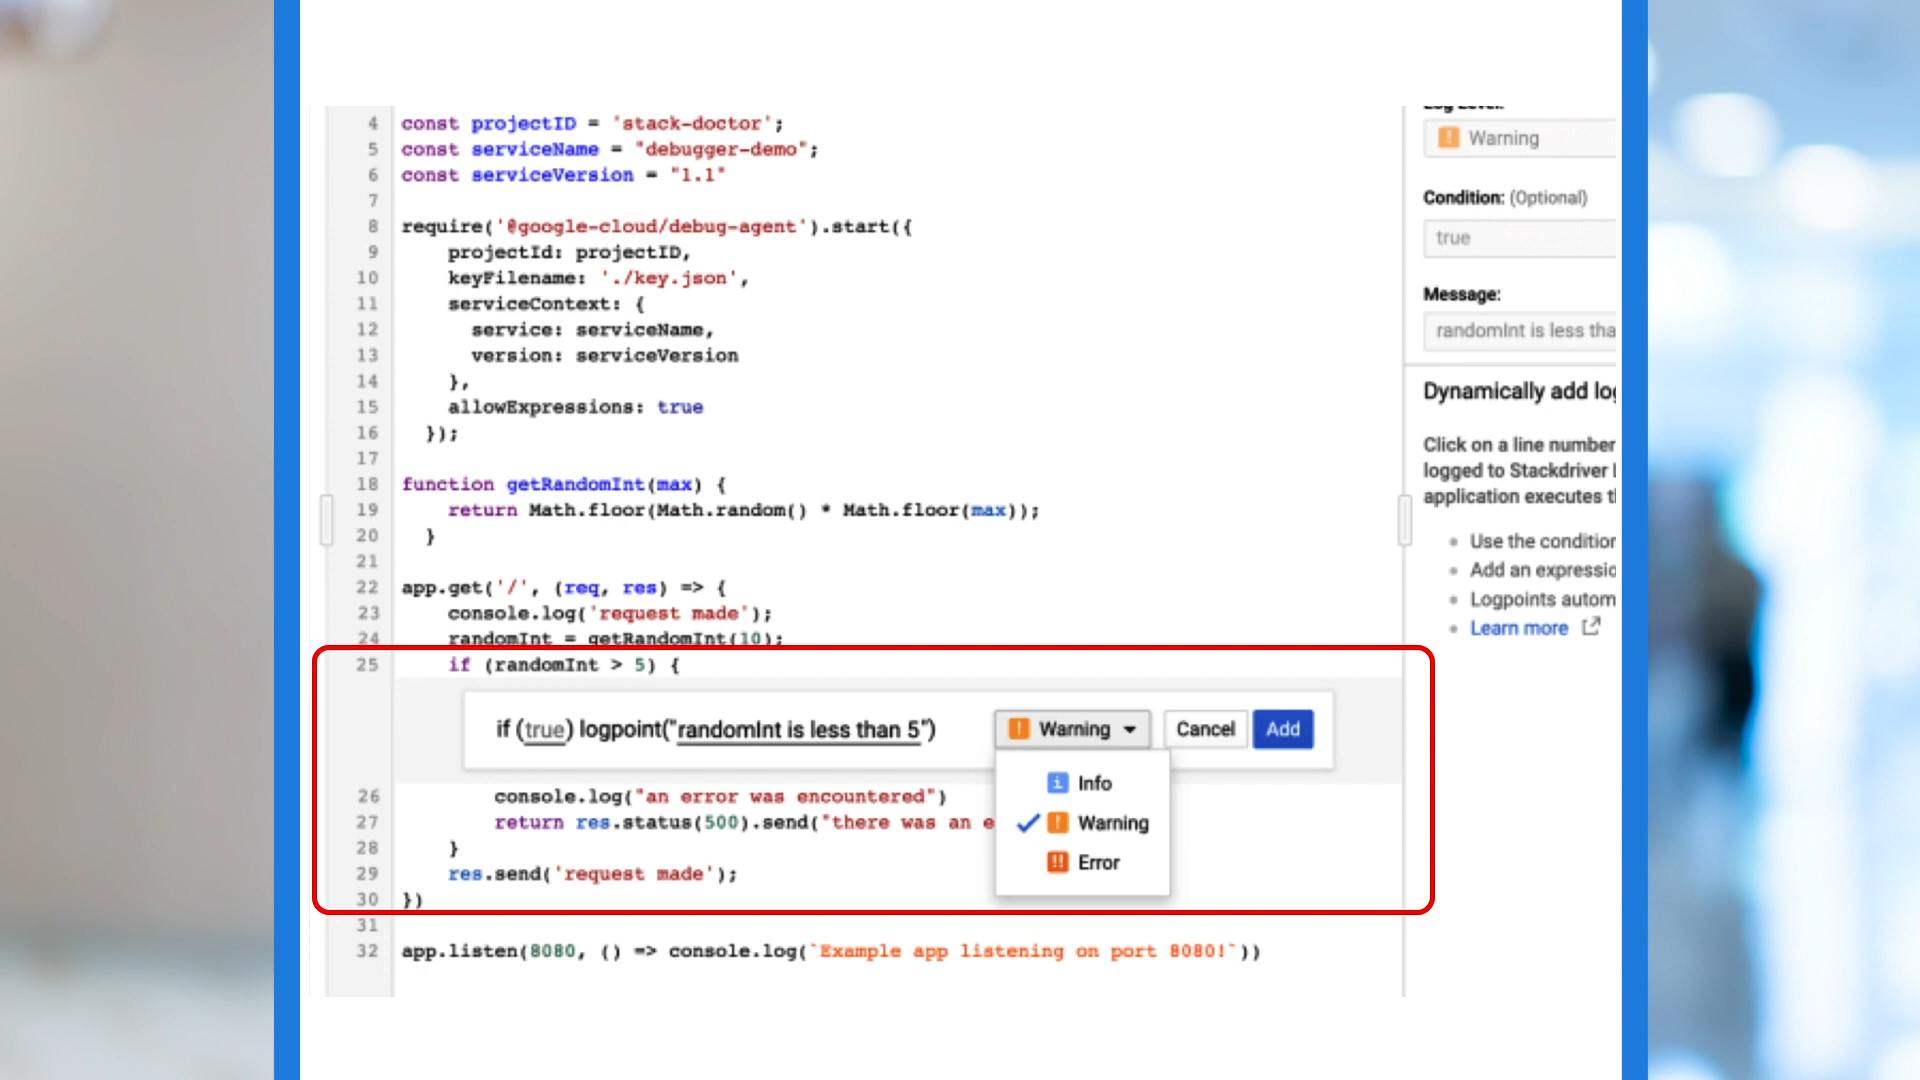 4 const projectID = 'stack-doctor';
5 const serviceName = "debugger-demo";
6 const serviceVersion = "1.1"
7
8 require('@google-cloud/debug-agent').start({
9 projectId: projectID,
10 keyFilename: './key.json',
11 serviceContext: {
12 service: serviceName,
13 version: serviceVersion
14 },
15 allowExpressions: true
16 });
17
18 function getRandomInt(max) {
19 return Math.floor(Math.random() * Math.floor(max));
20 }
21
22 app.get('/', (req, res) => {
23 console.log('request made');
24 randomInt = getRandomInt(10);
25 if (randomInt > 5) {
if (true) logpoint("randomInt is less than 5")
Warning
Cancel
Add
Info
Warning
Error
26 console.log("an error was encountered")
27 return res.status(500).send("there was an e
28 }
29 res.send('request made');
30 })
31
32 app.listen(8080, () => console.log(`Example app listening on port 8080!`))
Log Level:
Warning
Condition: (Optional)
true
Message:
randomInt is less tha
Dynamically add log
Click on a line number
logged to Stackdriver
application executes t
Use the condition
Add an expressio
Logpoints autom
Learn more